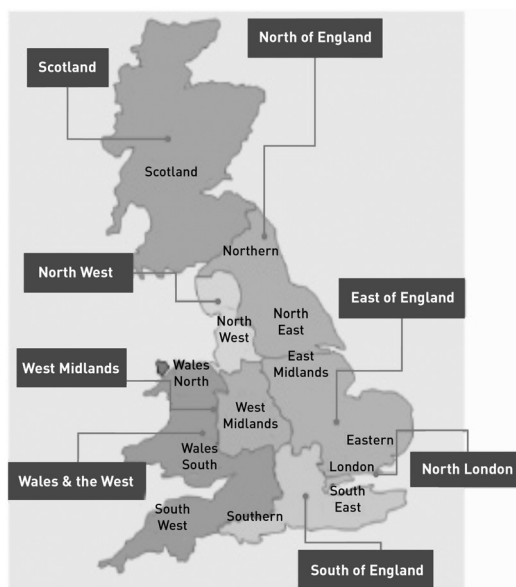 North of England
Scotland
Scotland
Northern
North West
East of England
North
East
North
West
East
Midlands
West Midlands
Wales
North
West
Midlands
Eastern
Wales
South
London
Wales & the West
North London
South
East
South
West
Southern
South of England